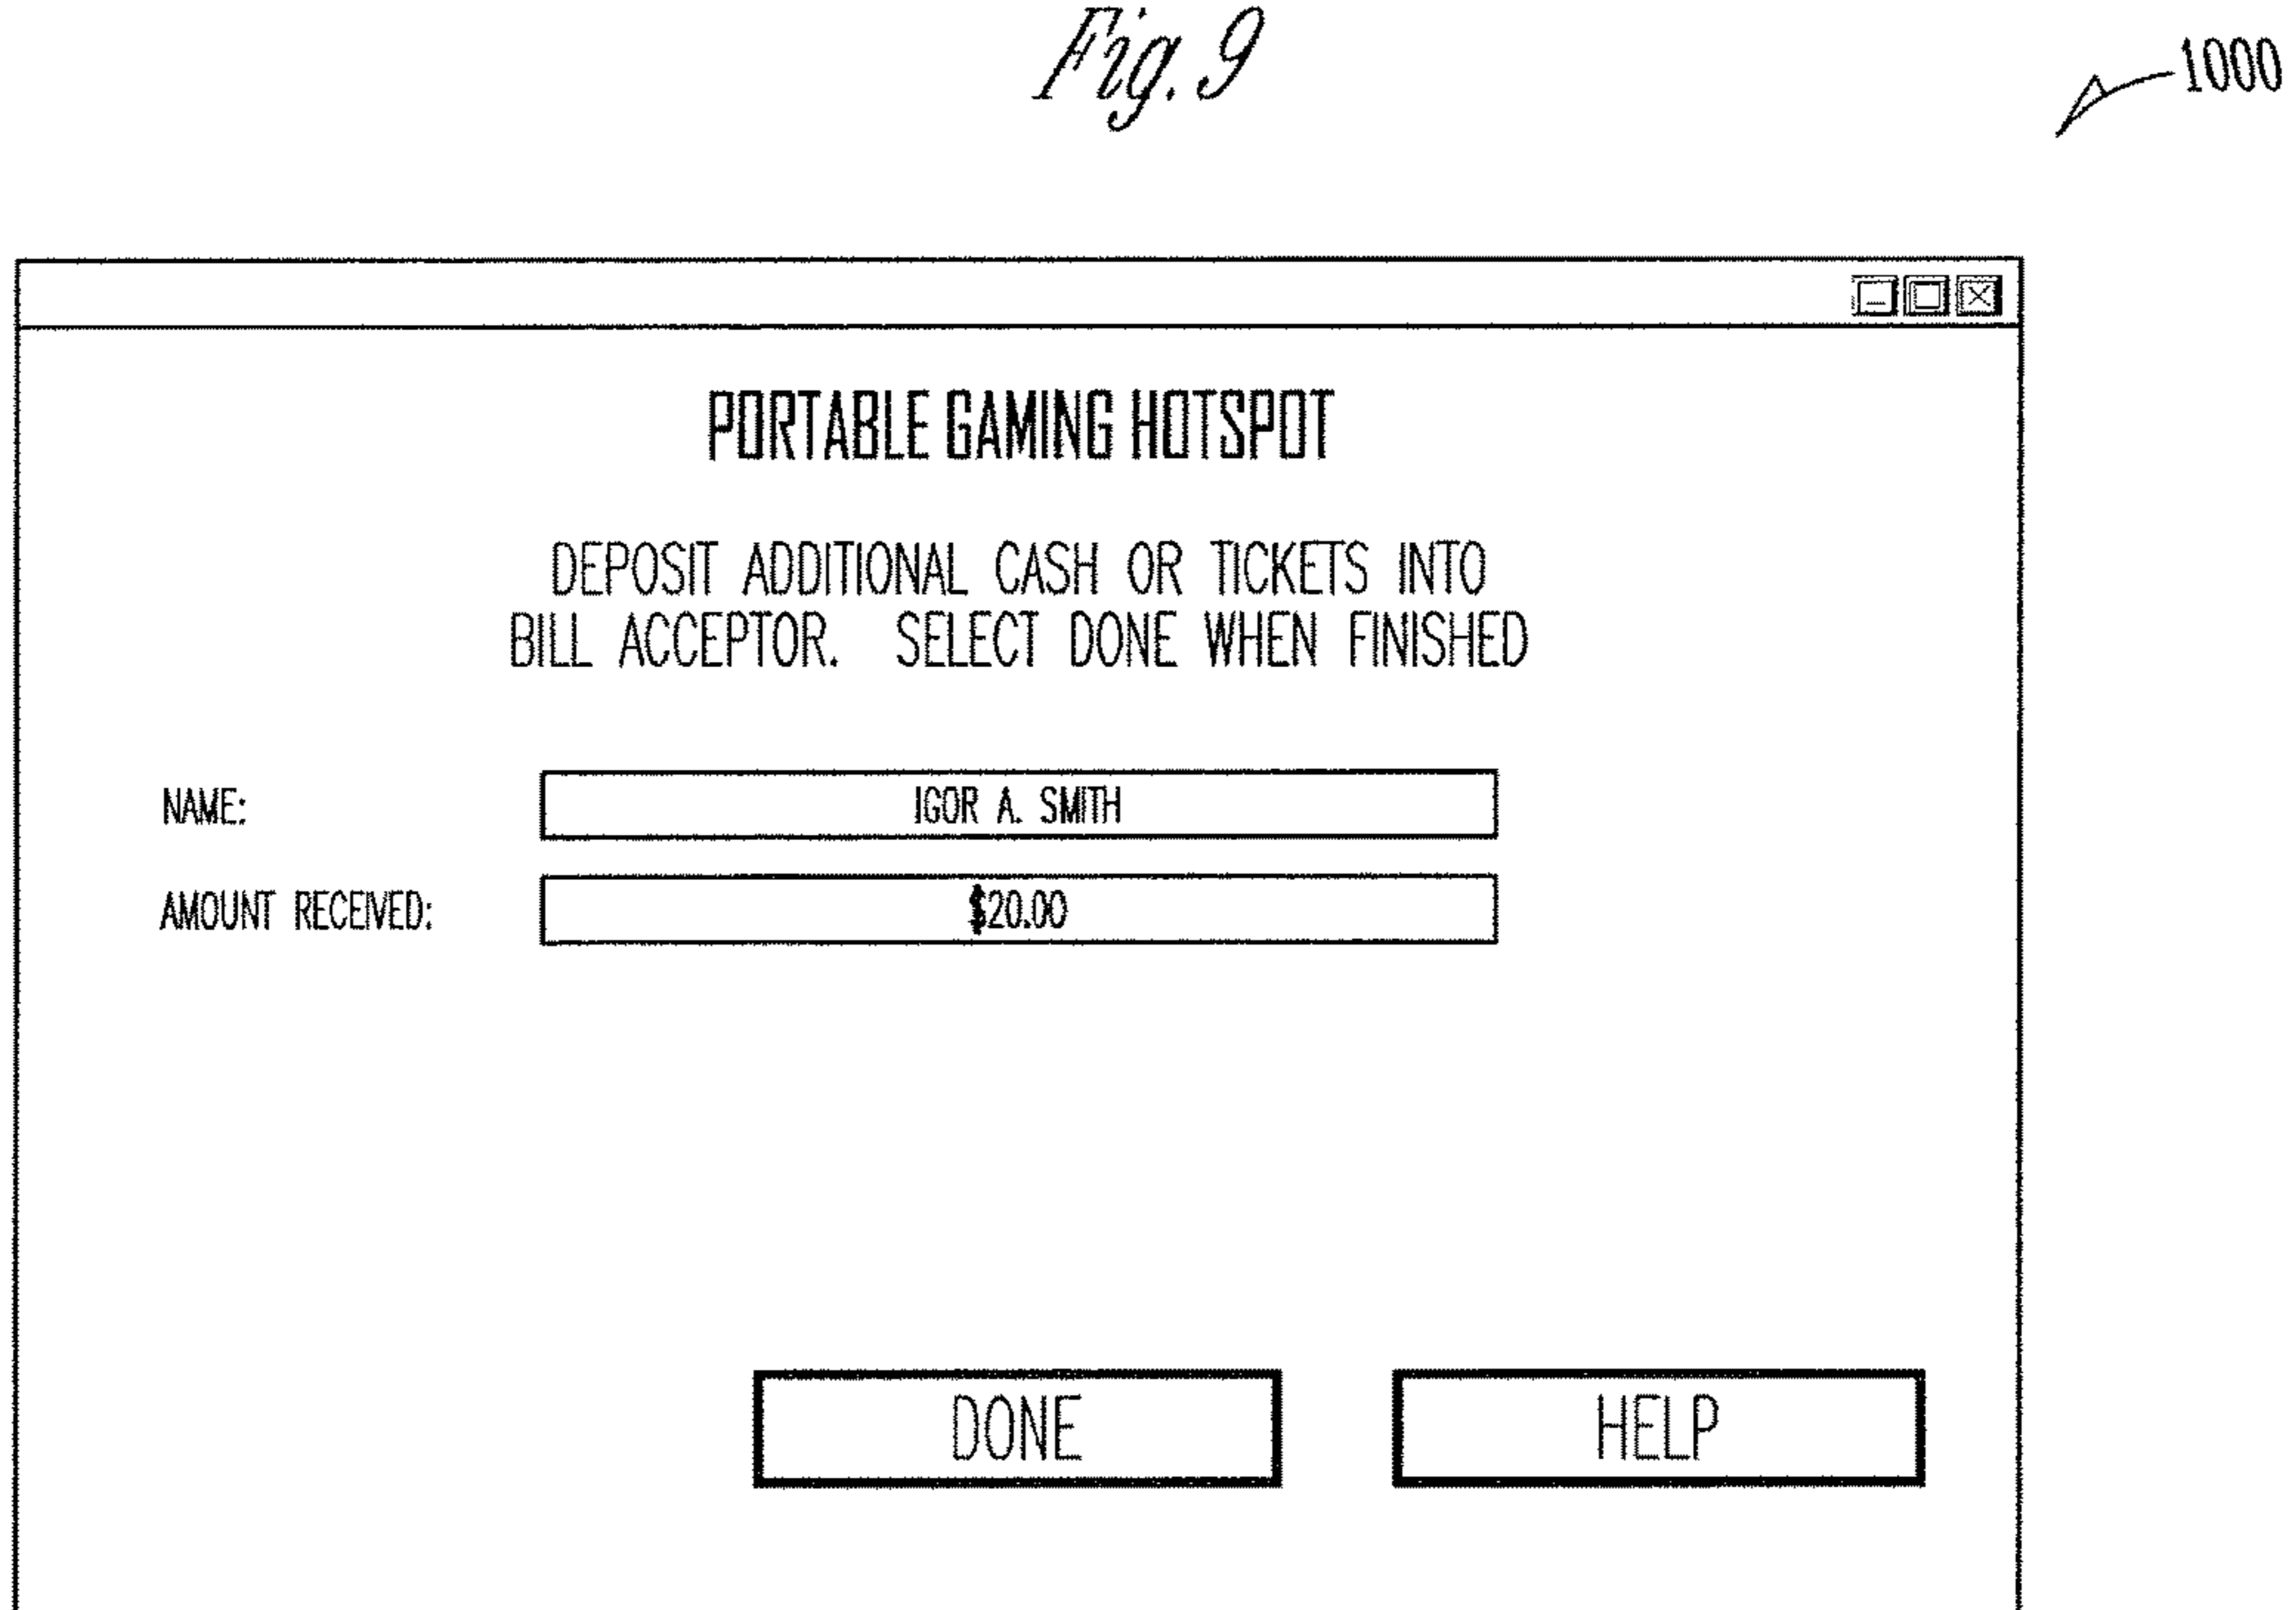 Fig. 9
1000
PORTABLE GAMING HOTSPOT
DEPOSIT ADDITIONAL CASH OR TICKETS INTO
BILL ACCEPTOR. SELECT DONE WHEN FINISHED
NAME: IGOR A. SMITH
AMOUNT RECEIVED: $20.00
DONE HELP